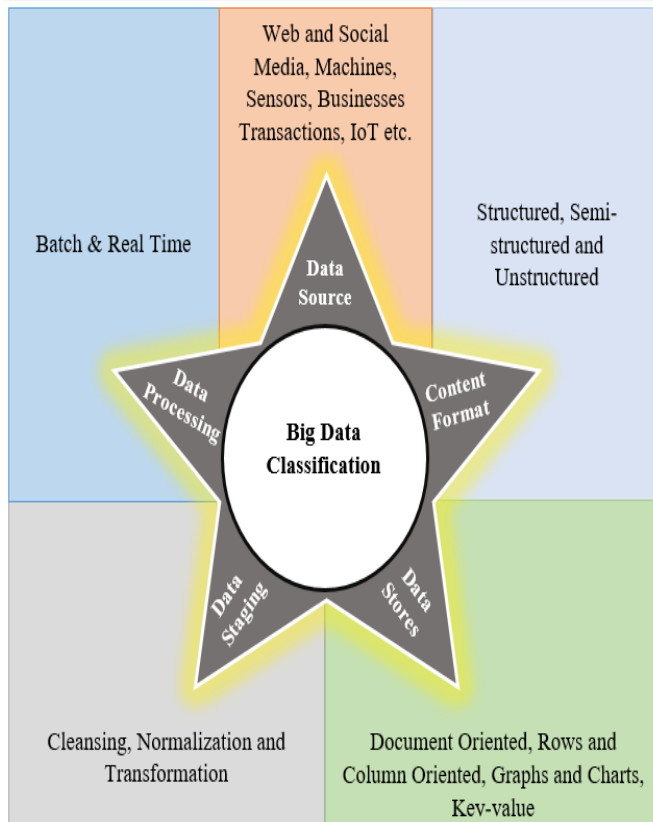 Web and Social
Media, Machines,
Sensors, Businesses
Transactions, IoT etc.
Batch & Real Time
Structured, Semi-
structured and
Unstructured
Data
Source
Data
Processing
Content
Format
Big Data
Classification
Data
Staging
Data
Stores
Cleansing, Normalization and
Transformation
Document Oriented, Rows and
Column Oriented, Graphs and Charts,
Key-value